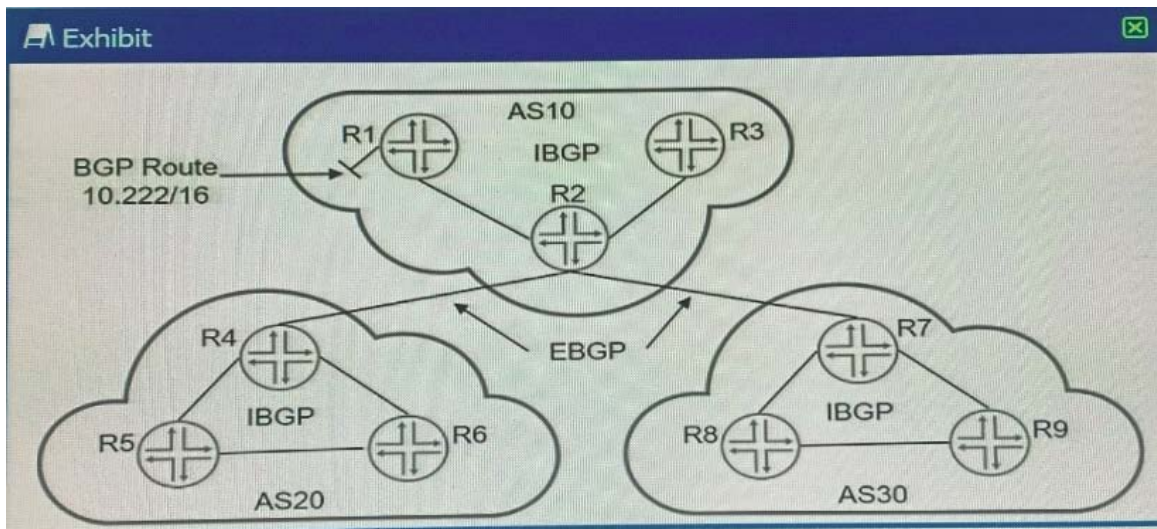 Exhibit
AS10
R1
R3
IBGP
BGP Route
10.222/16
R2
R4
EBGP
R7
IBGP
IBGP
R5
R6
R8
R9
AS20
AS30